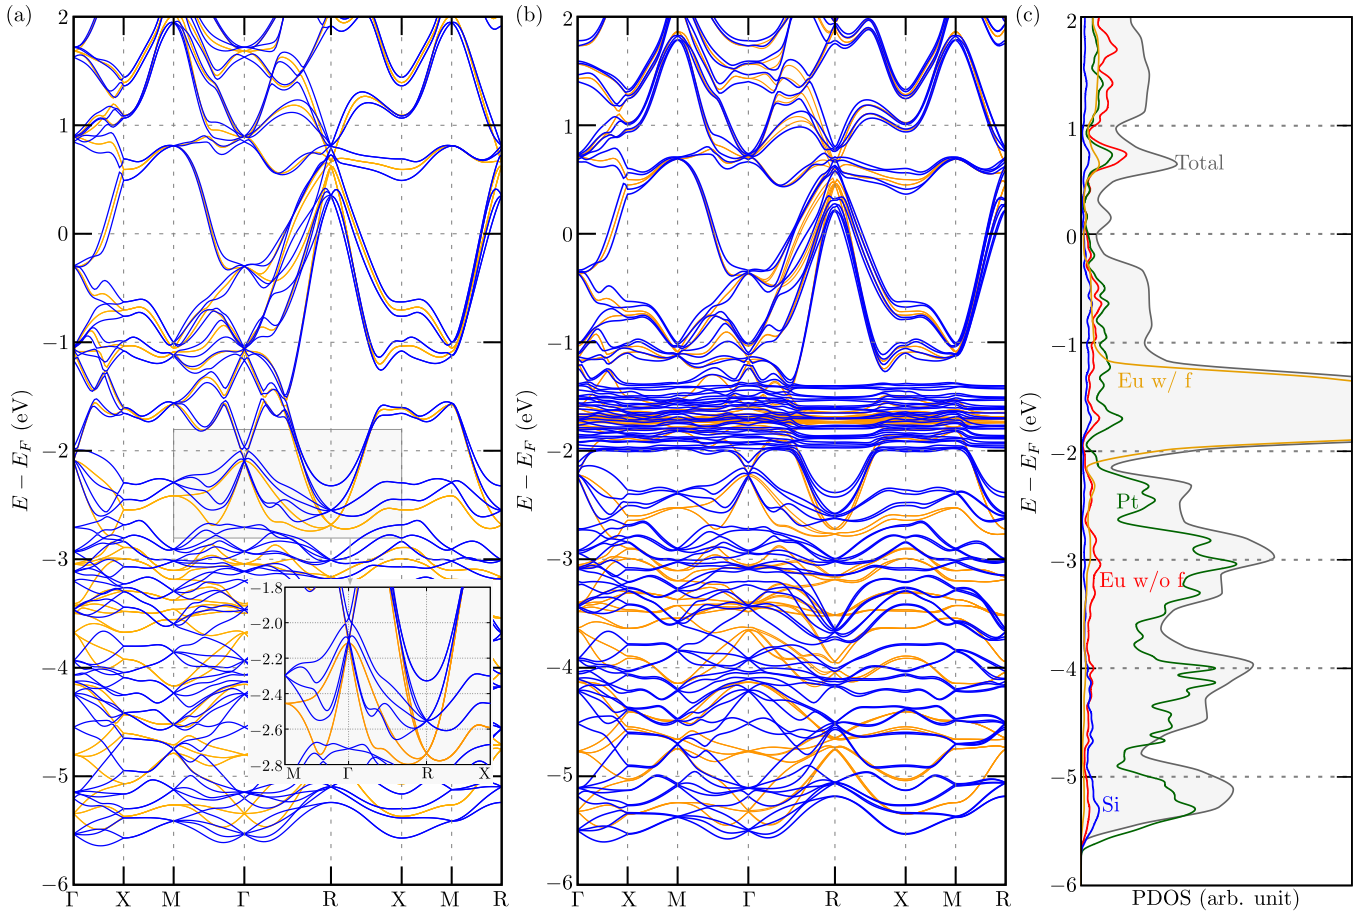 (a)
(b)
(c)
2
1
0
−1
−2
−3
−4
−5
−6
E − E_F (eV)
Γ
X
M
Γ
R
X
M
R
−1.8
−2.0
−2.2
−2.4
−2.6
−2.8
M
Γ
R
X
2
1
0
−1
−2
−3
−4
−5
−6
E − E_F (eV)
Γ
X
M
Γ
R
X
M
R
2
1
0
−1
−2
−3
−4
−5
−6
E − E_F (eV)
Total
Eu w/ f
Pt
Eu w/o f
Si
PDOS (arb. unit)